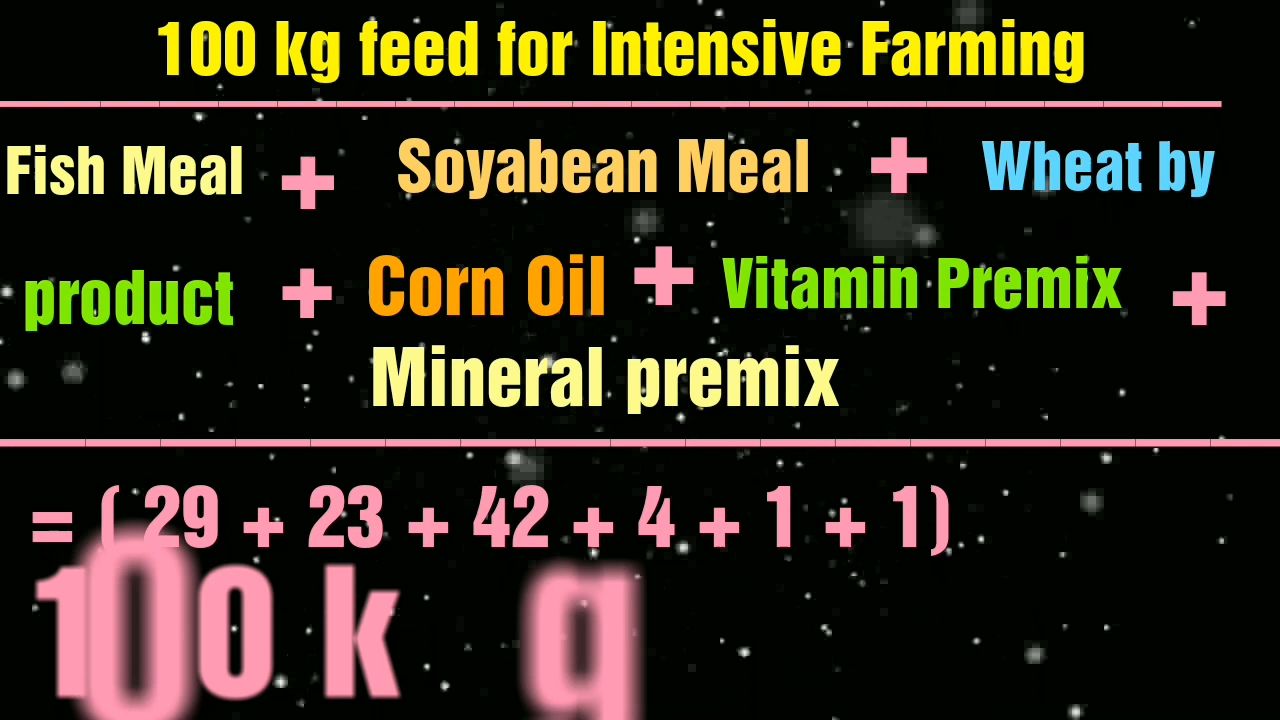 100 kg feed for Intensive Farming
Fish Meal + Soyabean Meal + Wheat by
product + Corn Oil + Vitamin Premix +
Mineral premix
= ( 29 + 23 + 42 + 4 + 1 + 1)
100 k g